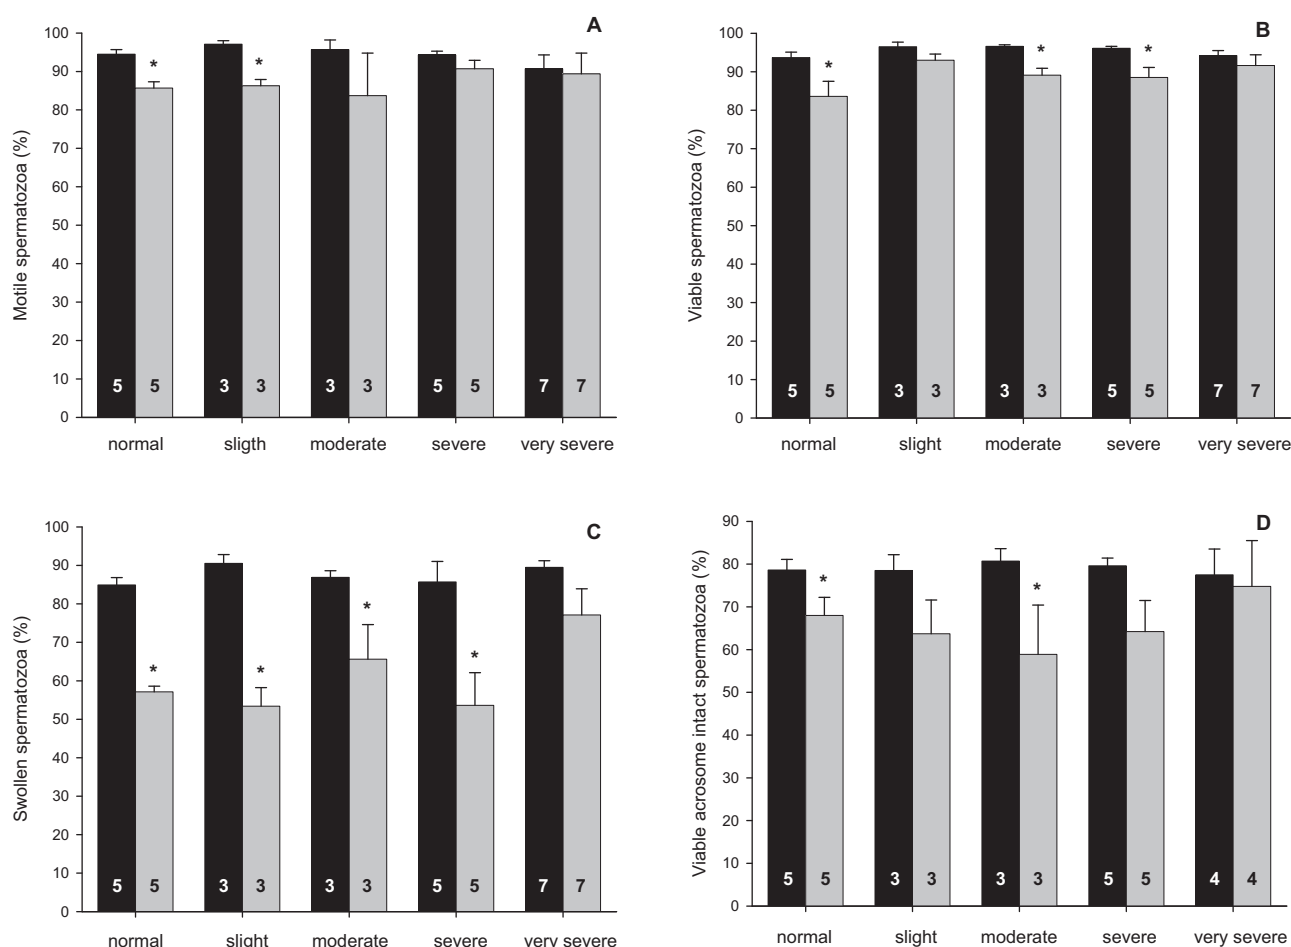 A
Motile spermatozoa (%)
100
90
80
70
60
50
40
30
20
10
0
* *
5 5 3 3 3 3 5 5 7 7
normal sligth moderate severe very severe
B
Viable spermatozoa (%)
100
90
80
70
60
50
40
30
20
10
0
* * *
5 5 3 3 3 3 5 5 7 7
normal slight moderate severe very severe
C
Swollen spermatozoa (%)
100
90
80
70
60
50
40
30
20
10
0
* * * *
5 5 3 3 3 3 5 5 7 7
normal slight moderate severe very severe
D
Viable acrosome intact spermatozoa (%)
90
80
70
60
50
40
30
20
10
0
* *
5 5 3 3 3 3 5 5 4 4
normal slight moderate severe very severe